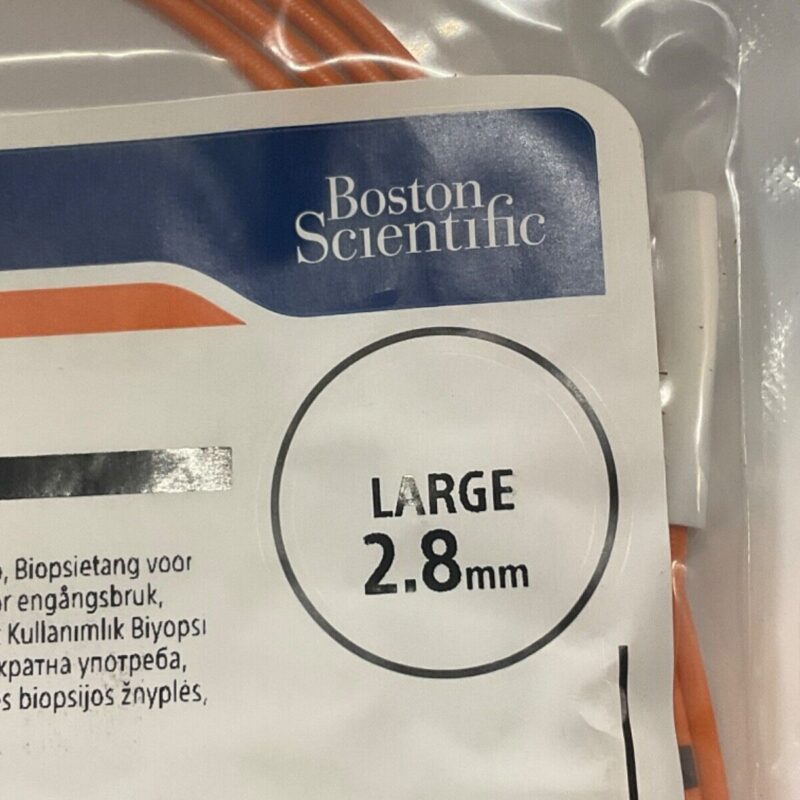 Boston
Scientific
LARGE
2.8mm
, Biopsietang voor
r engångsbruk,
Kullanımlık Biyopsi
кратна употреба,
s biopsijos žnyplės,